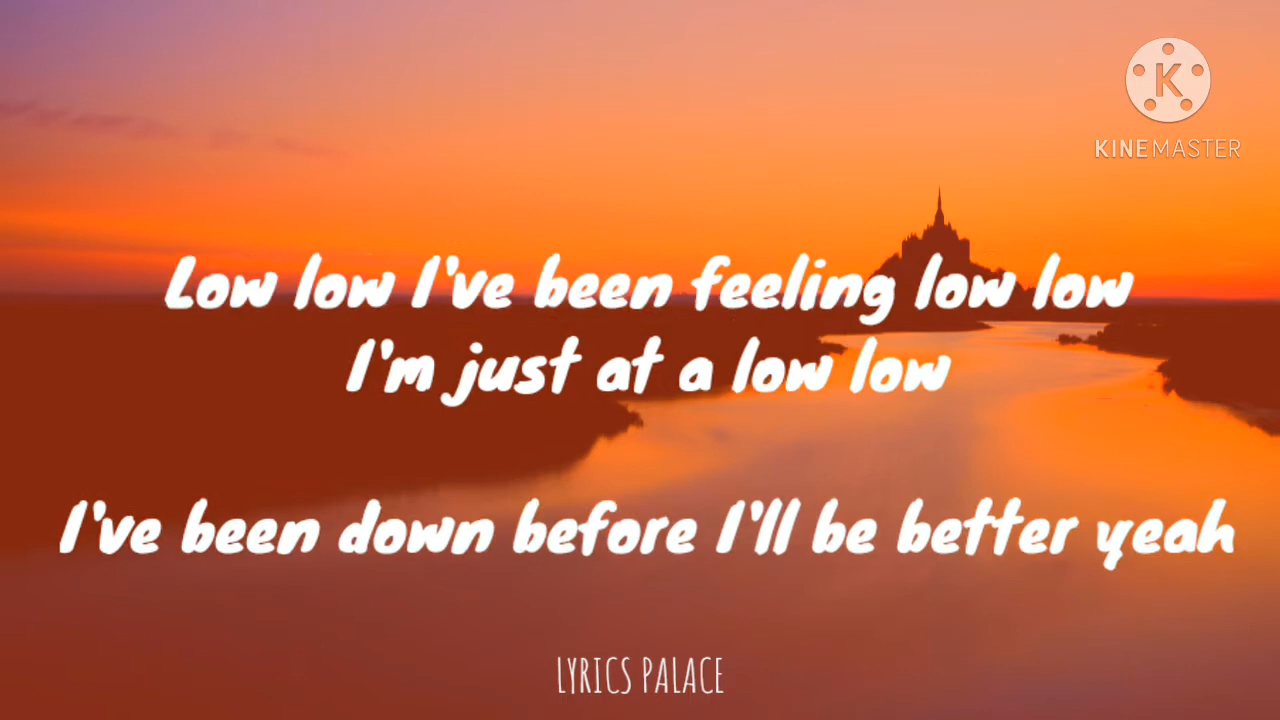 K
KINEMASTER
Low low I've been feeling low low
I'm just at a low low
I've been down before I'll be better yeah
LYRICS PALACE